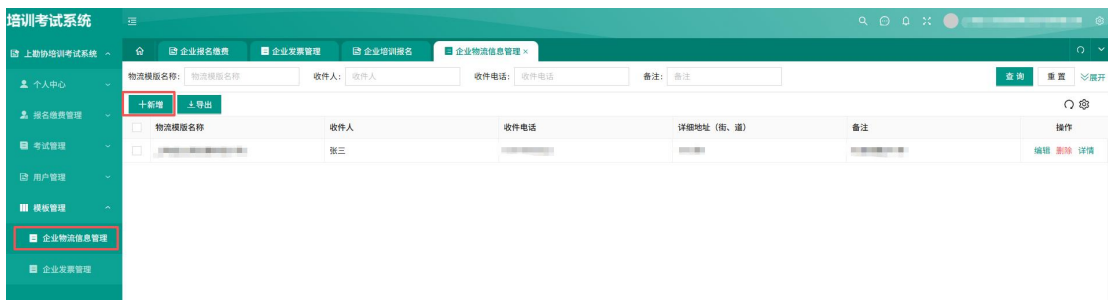 培训考试系统
上勘协培训考试系统 企业报名缴费 企业发票管理 企业培训报名 企业物流信息管理 ×
物流模版名称： 物流模版名称 收件人： 收件人 收件电话： 收件电话 备注： 备注 查询 重置 展开
个人中心
+新增 导出
报名缴费管理
物流模版名称 收件人 收件电话 详细地址（街、道） 备注 操作
考试管理
张三 编辑 删除 详情
用户管理
模板管理
企业物流信息管理
企业发票管理